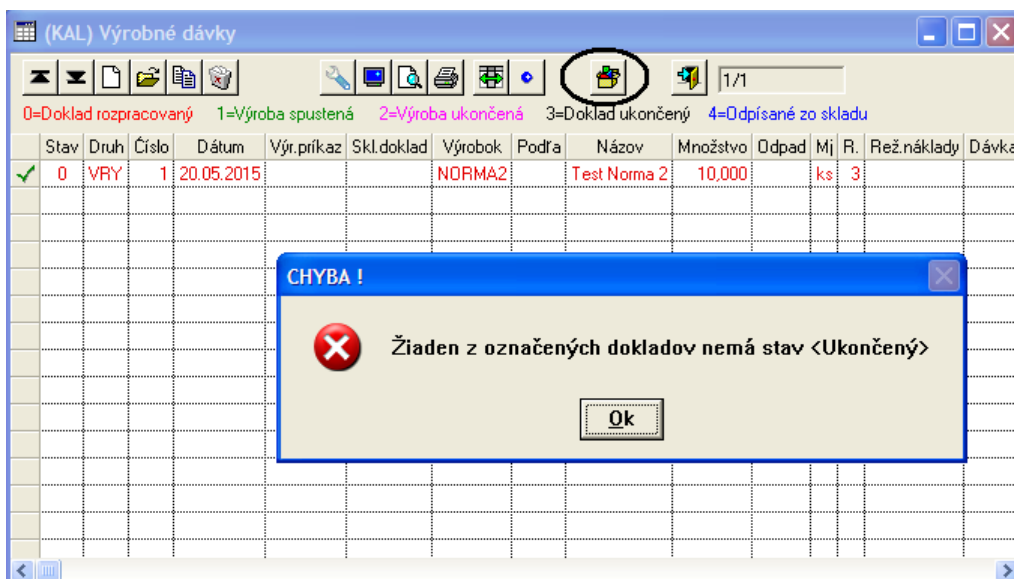 (KAL) Výrobné dávky
1/1
0=Doklad rozpracovaný 1=Výroba spustená 2=Výroba ukončená 3=Doklad ukončený 4=Odpísané zo skladu
Stav Druh Číslo Dátum Výr.príkaz Skl.doklad Výrobok Podľa Názov Množstvo Odpad Mj R. Rež.náklady Dávka
0 VRY 1 20.05.2015 NORMA2 Test Norma 2 10,000 ks 3
CHYBA !
Žiaden z označených dokladov nemá stav <Ukončený>
Ok